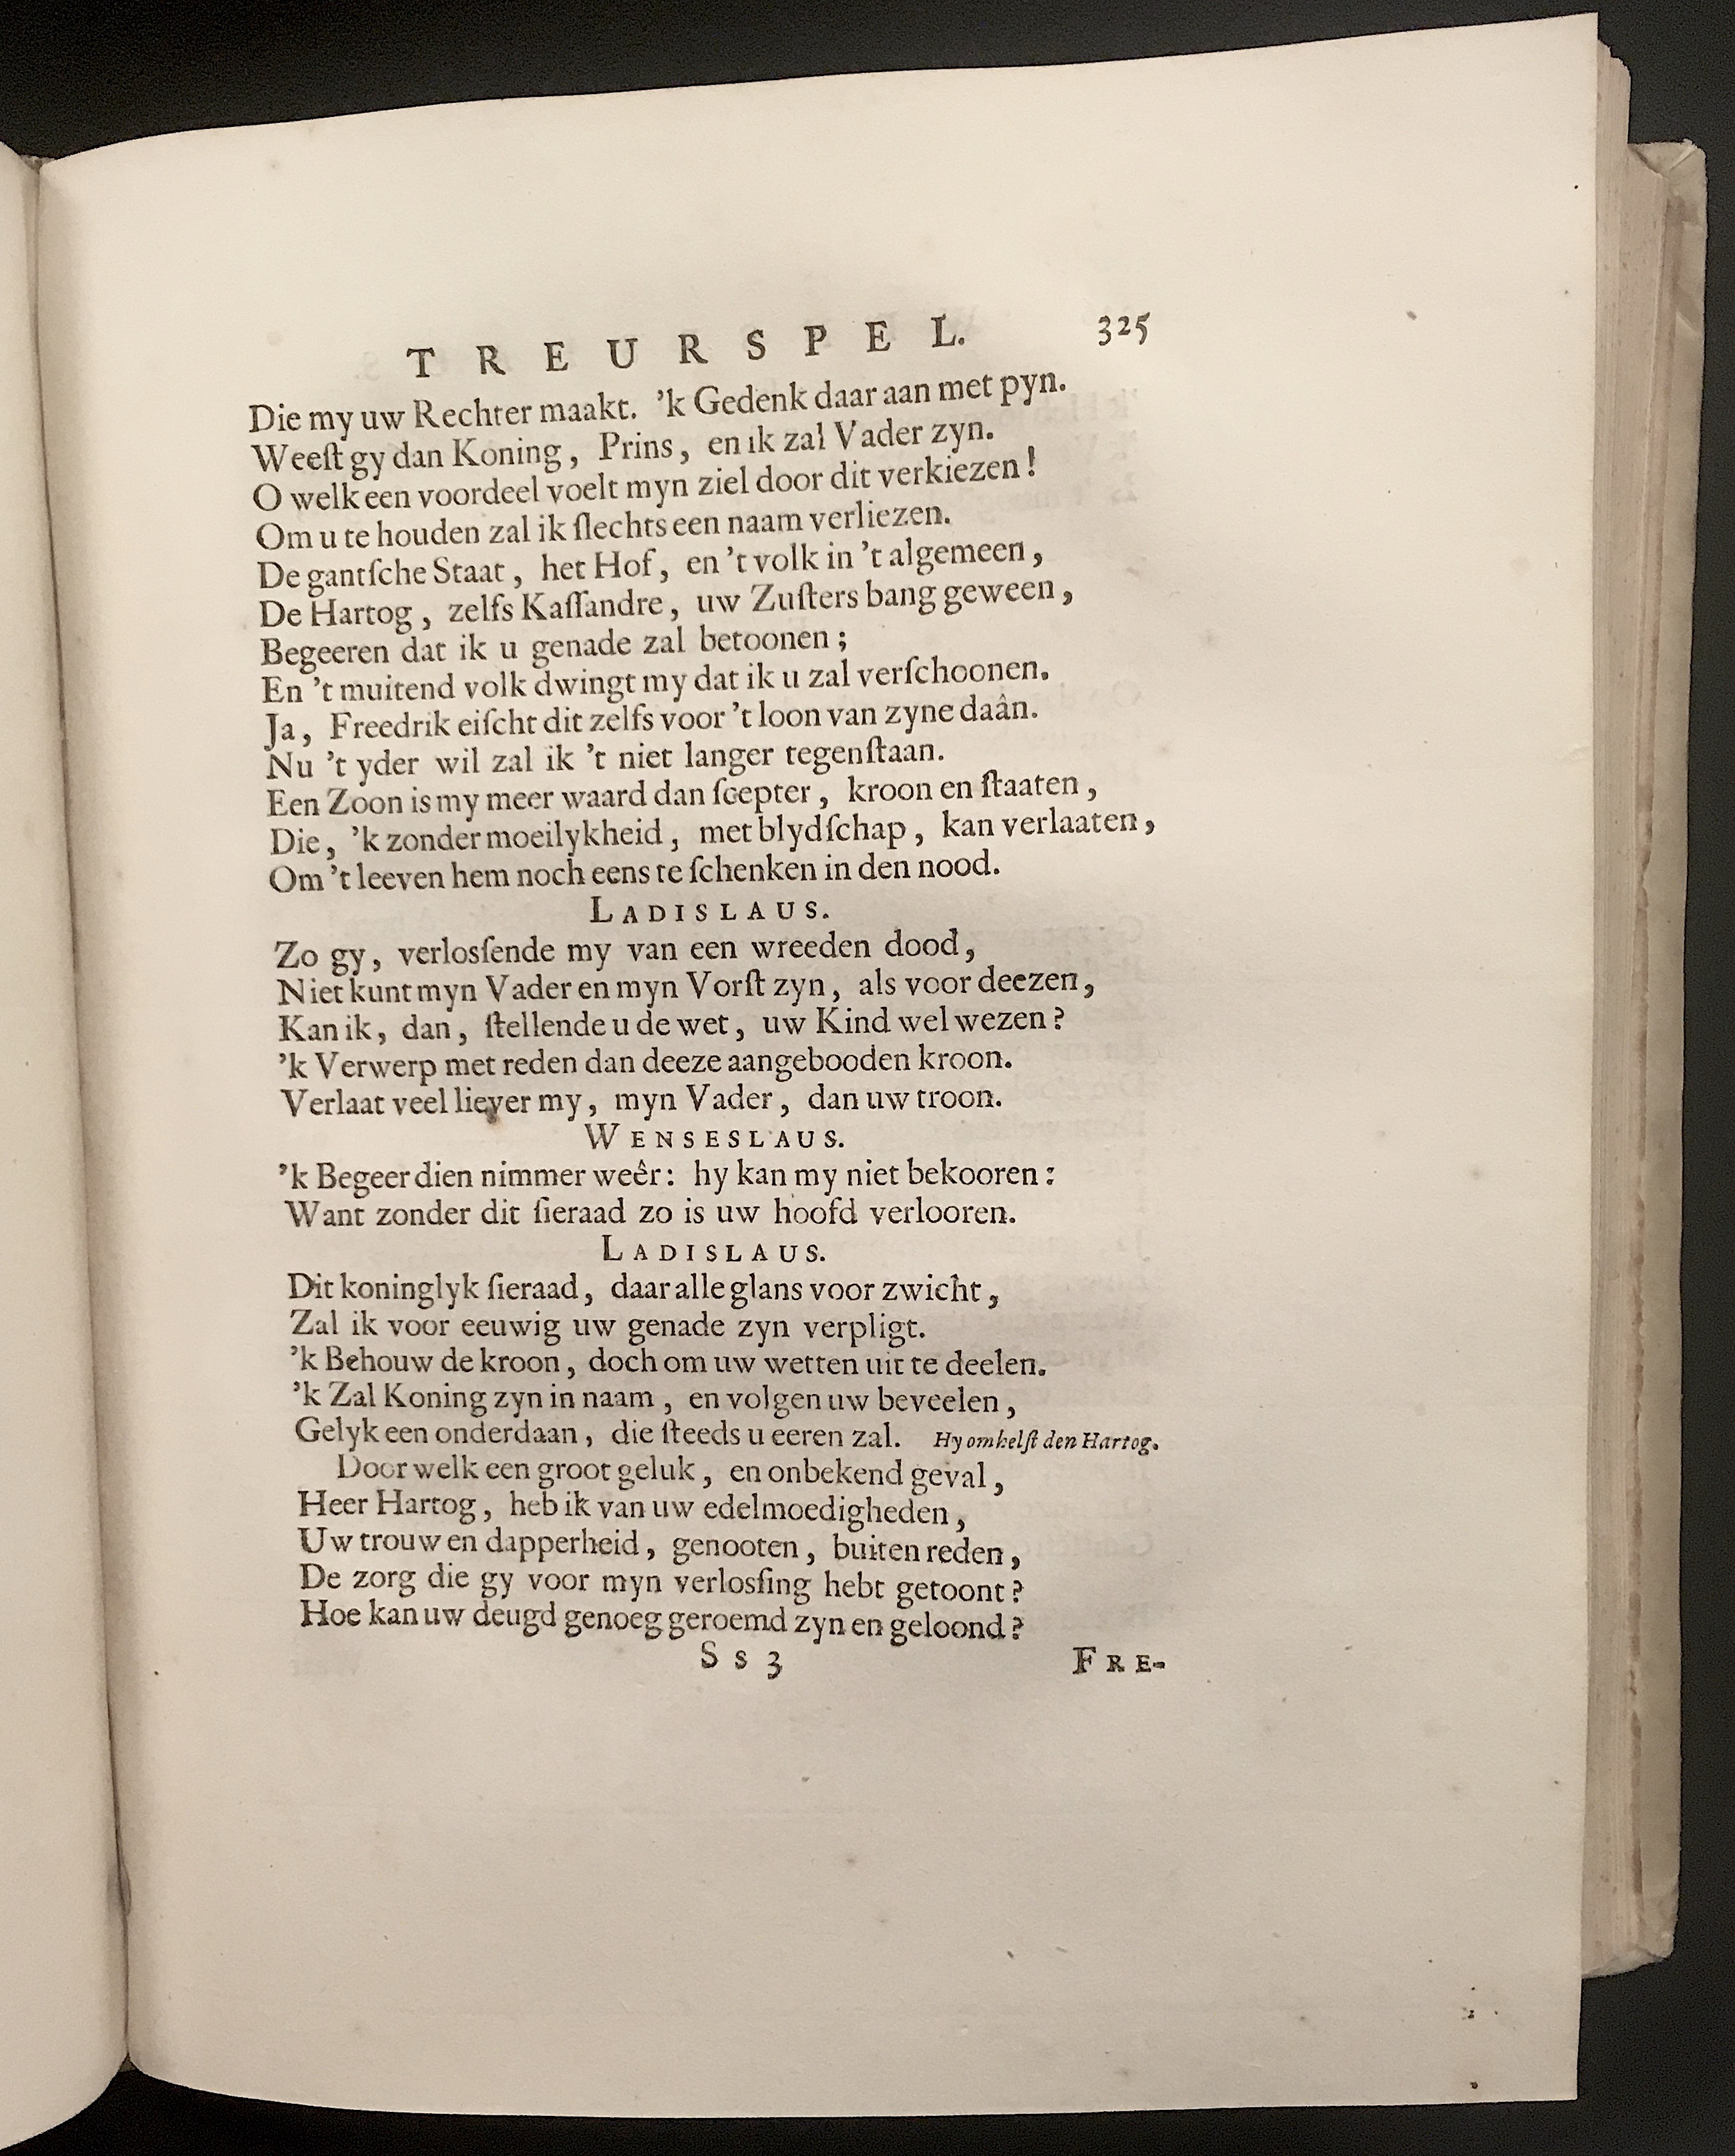 TREURSPEL. 325
Die my uw Rechter maakt. 'k Gedenk daar aan met pyn.
Weeſt gy dan Koning, Prins, en ik zal Vader zyn.
O welk een voordeel voelt myn ziel door dit verkiezen!
Om u te houden zal ik ſlechts een naam verliezen.
De gantſche Staat, het Hof, en 't volk in 't algemeen,
De Hartog, zelfs Kaſſandre, uw Zuſters bang geween,
Begeeren dat ik u genade zal betoonen;
En 't muitend volk dwingt my dat ik u zal verſchoonen.
Ja, Freedrik eiſcht dit zelfs voor 't loon van zyne daân.
Nu 't yder wil zal ik 't niet langer tegenſtaan.
Een Zoon is my meer waard dan ſcepter, kroon en ſtaaten,
Die, 'k zonder moeilykheid, met blydſchap, kan verlaaten,
Om 't leeven hem noch eens te ſchenken in den nood.
LADISLAUS.
Zo gy, verlosſende my van een wreeden dood,
Niet kunt myn Vader en myn Vorſt zyn, als voor deezen,
Kan ik, dan, ſtellende u de wet, uw Kind wel wezen?
'k Verwerp met reden dan deeze aangebooden kroon.
Verlaat veel liever my, myn Vader, dan uw troon.
WENSESLAUS.
'k Begeer dien nimmer weêr: hy kan my niet bekooren:
Want zonder dit ſieraad zo is uw hoofd verlooren.
LADISLAUS.
Dit koninglyk ſieraad, daar alle glans voor zwicht,
Zal ik voor eeuwig uw genade zyn verpligt.
'k Behouw de kroon, doch om uw wetten uit te deelen.
'k Zal Koning zyn in naam, en volgen uw beveelen,
Gelyk een onderdaan, die ſteeds u eeren zal. Hy omhelſt den Hartog.
Door welk een groot geluk, en onbekend geval,
Heer Hartog, heb ik van uw edelmoedigheden,
Uw trouw en dapperheid, genooten, buiten reden,
De zorg die gy voor myn verlosſing hebt getoont?
Hoe kan uw deugd genoeg geroemd zyn en geloond?
Ss 3 FRE-